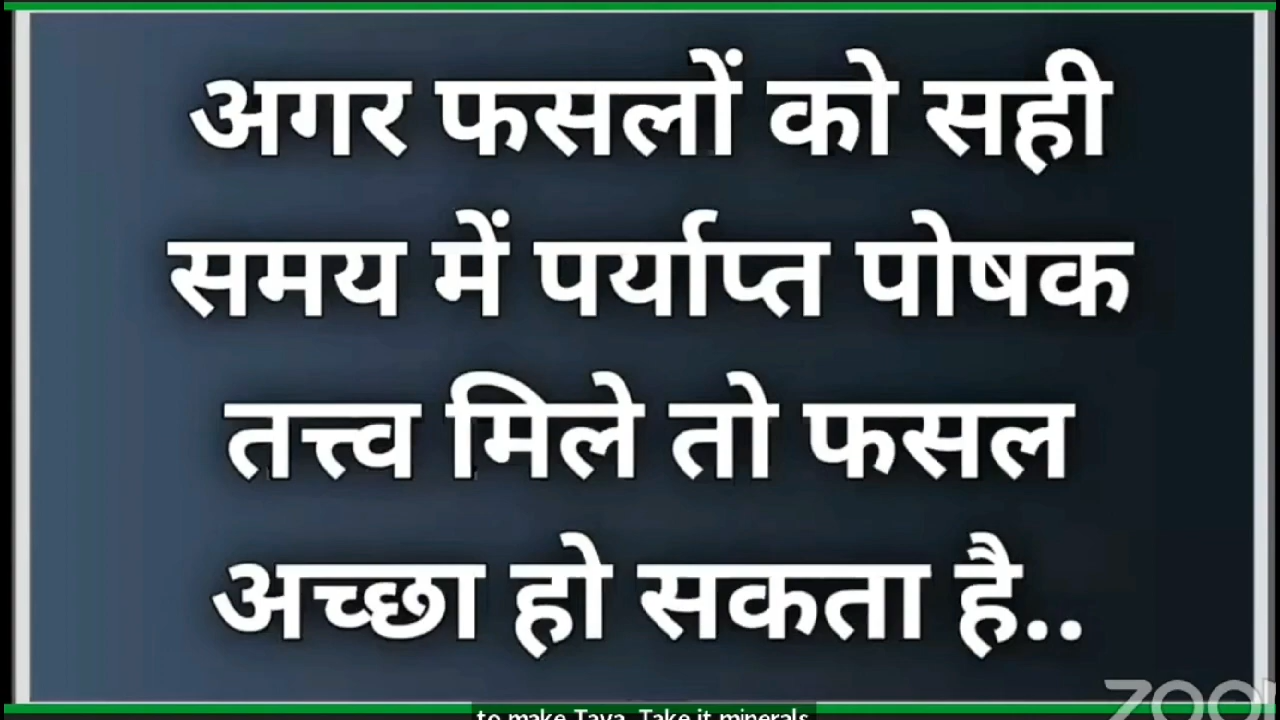 अगर फसलों को सही
समय में पर्याप्त पोषक
तत्त्व मिले तो फसल
अच्छा हो सकता है..
to make Taya. Take it minerals